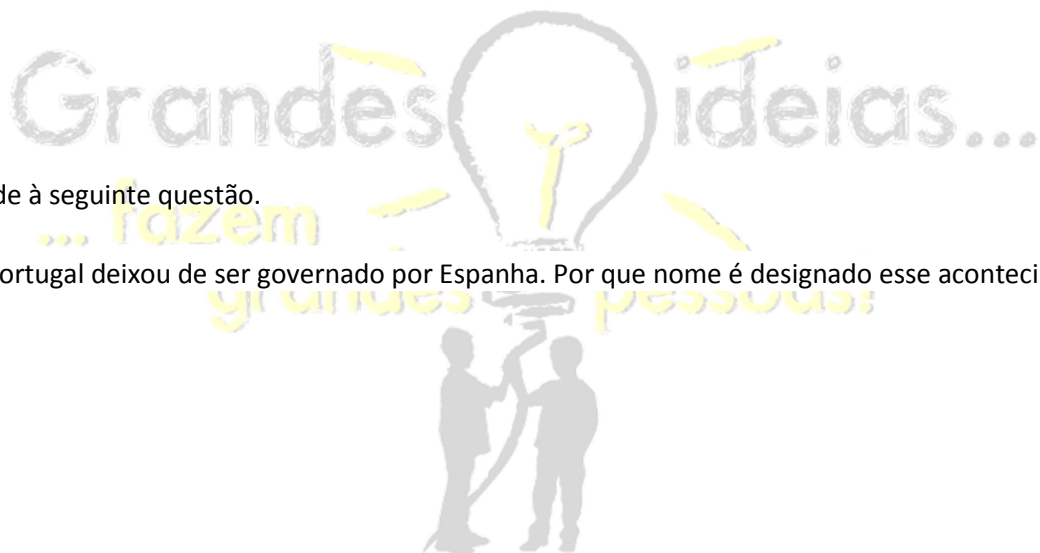 Grandes ideias...
de à seguinte questão.
... fazem
ortugal deixou de ser governado por Espanha. Por que nome é designado esse aconteci
grandes pessoas!